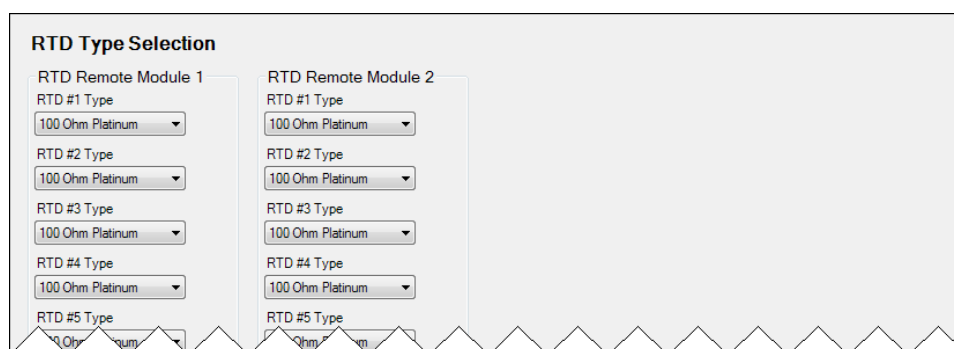 RTD Type Selection
RTD Remote Module 1
RTD #1 Type
100 Ohm Platinum
RTD #2 Type
100 Ohm Platinum
RTD #3 Type
100 Ohm Platinum
RTD #4 Type
100 Ohm Platinum
RTD #5 Type
RTD Remote Module 2
RTD #1 Type
100 Ohm Platinum
RTD #2 Type
100 Ohm Platinum
RTD #3 Type
100 Ohm Platinum
RTD #4 Type
100 Ohm Platinum
RTD #5 Type